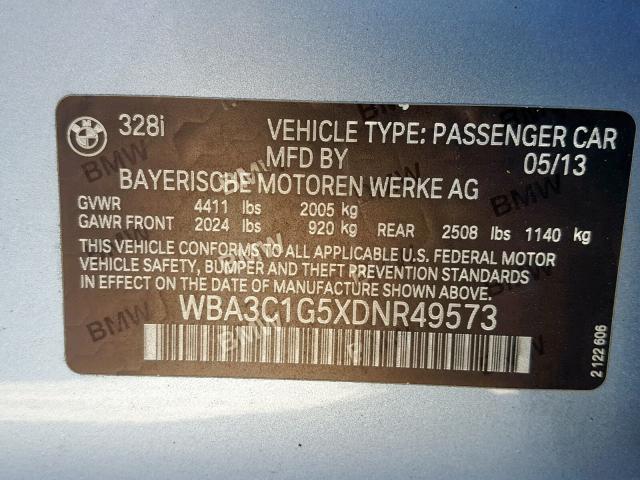 BMW 328i VEHICLE TYPE: PASSENGER CAR
MFD BY 05/13
BAYERISCHE MOTOREN WERKE AG
GVWR 4411 lbs 2005 kg
GAWR FRONT 2024 lbs 920 kg REAR 2508 lbs 1140 kg
THIS VEHICLE CONFORMS TO ALL APPLICABLE U.S. FEDERAL MOTOR
VEHICLE SAFETY, BUMPER AND THEFT PREVENTION STANDARDS
IN EFFECT ON THE DATE OF MANUFACTURE SHOWN ABOVE.
WBA3C1G5XDNR49573
2 122 606